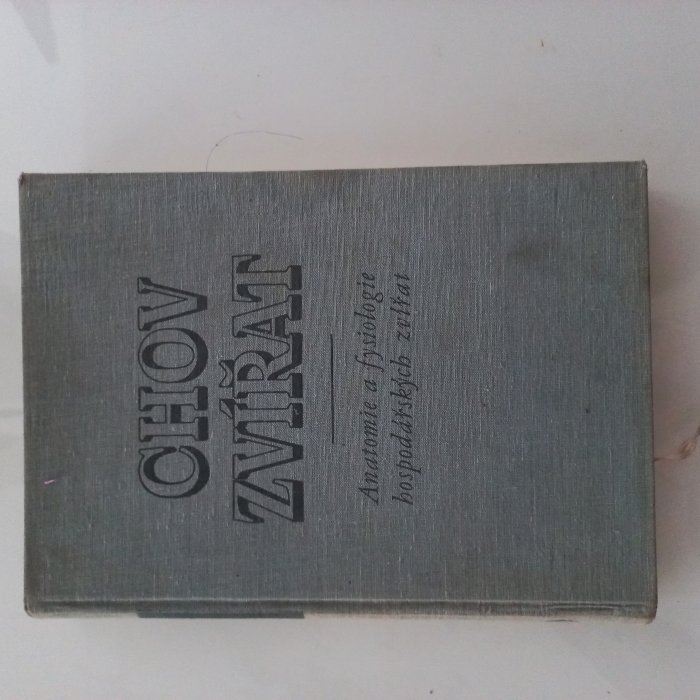 CHOV
ZVÍŘAT
Anatomie a fysiologie
hospodářských zvířat